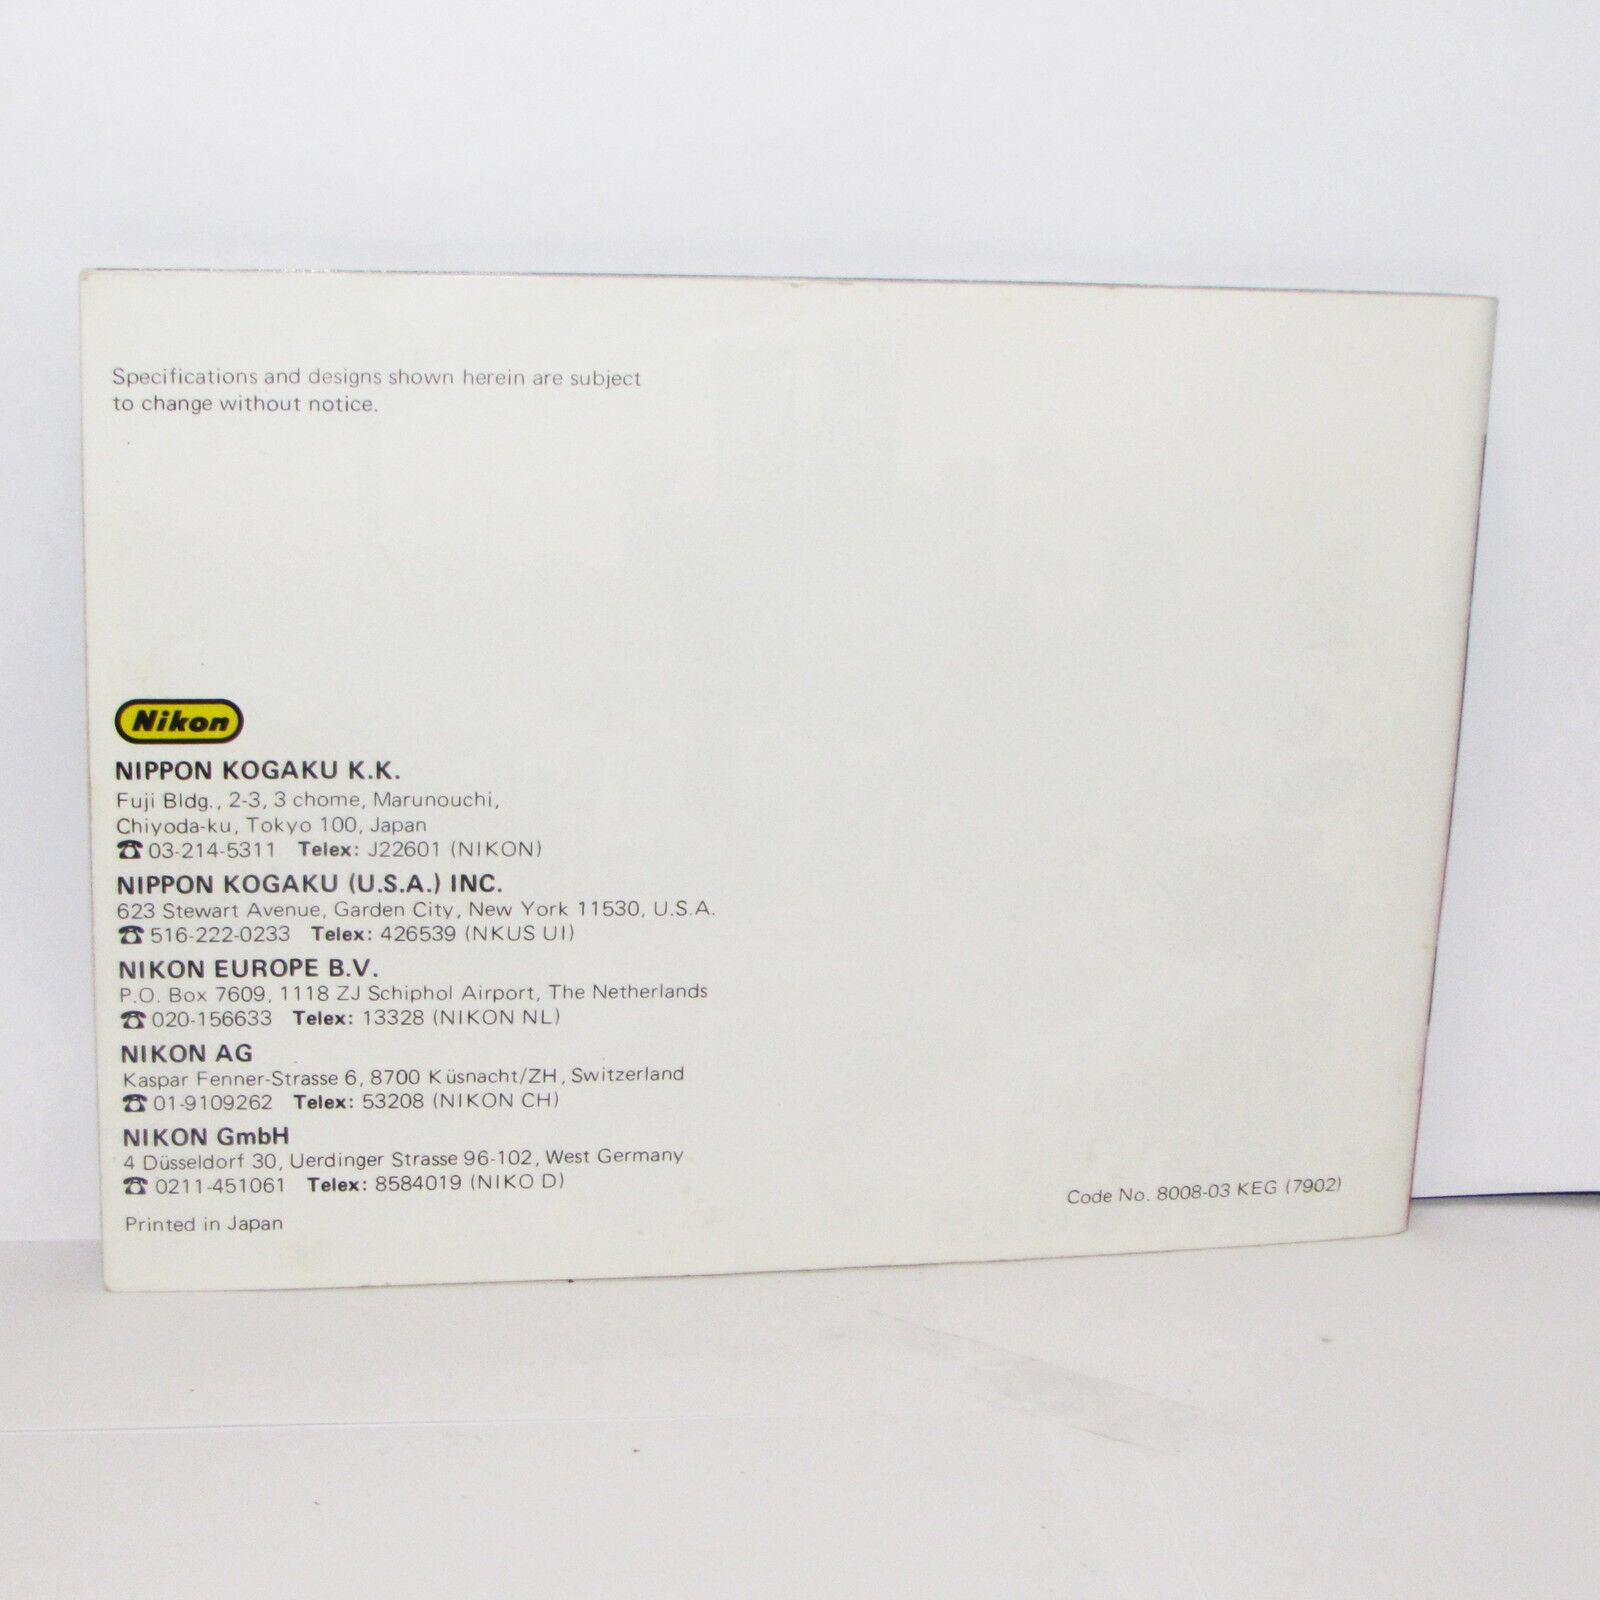 Specifications and designs shown herein are subject
to change without notice.
Nikon
NIPPON KOGAKU K.K.
Fuji Bldg., 2-3, 3 chome, Marunouchi,
Chiyoda-ku, Tokyo 100, Japan
☎ 03-214-5311 Telex: J22601 (NIKON)
NIPPON KOGAKU (U.S.A.) INC.
623 Stewart Avenue, Garden City, New York 11530, U.S.A.
☎ 516-222-0233 Telex: 426539 (NKUS UI)
NIKON EUROPE B.V.
P.O. Box 7609, 1118 ZJ Schiphol Airport, The Netherlands
☎ 020-156633 Telex: 13328 (NIKON NL)
NIKON AG
Kaspar Fenner-Strasse 6, 8700 Küsnacht/ZH, Switzerland
☎ 01-9109262 Telex: 53208 (NIKON CH)
NIKON GmbH
4 Düsseldorf 30, Uerdinger Strasse 96-102, West Germany
☎ 0211-451061 Telex: 8584019 (NIKO D)
Printed in Japan
Code No. 8008-03 KEG (7902)